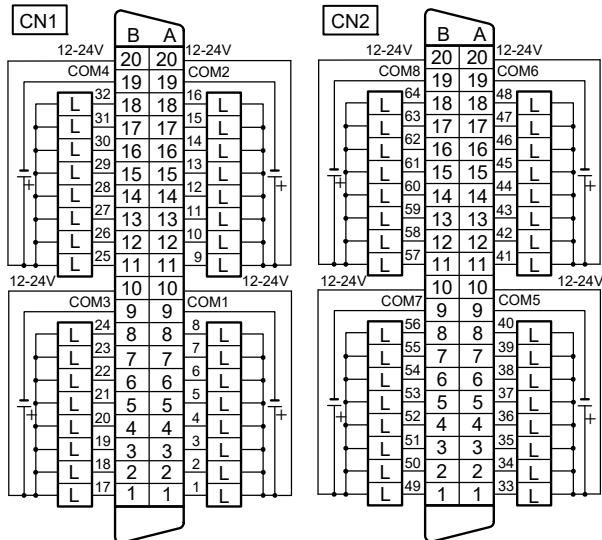 CN1
B A
12-24V 20 20 12-24V
COM4 19 19 COM2
L 32 18 18 16 L
L 31 17 17 15 L
L 30 16 16 14 L
L 29 15 15 13 L
+ L 28 14 14 12 L +
L 27 13 13 11 L
L 26 12 12 10 L
L 25 11 11 9 L
12-24V 10 10 12-24V
COM3 9 9 COM1
L 24 8 8 8 L
L 23 7 7 7 L
L 22 6 6 6 L
L 21 5 5 5 L
+ L 20 4 4 4 L +
L 19 3 3 3 L
L 18 2 2 2 L
L 17 1 1 1 L
CN2
B A
12-24V 20 20 12-24V
COM8 19 19 COM6
L 64 18 18 48 L
L 63 17 17 47 L
L 62 16 16 46 L
L 61 15 15 45 L
+ L 60 14 14 44 L +
L 59 13 13 43 L
L 58 12 12 42 L
L 57 11 11 41 L
12-24V 10 10 12-24V
COM7 9 9 COM5
L 56 8 8 40 L
L 55 7 7 39 L
L 54 6 6 38 L
L 53 5 5 37 L
+ L 52 4 4 36 L +
L 51 3 3 35 L
L 50 2 2 34 L
L 49 1 1 33 L